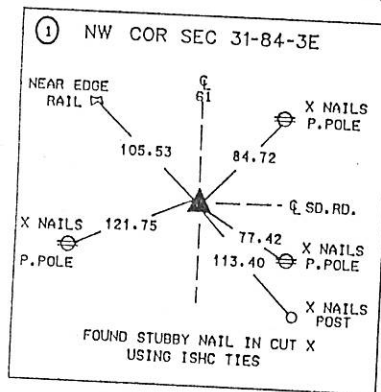 1 NW COR SEC 31-84-3E
NEAR EDGE
RAIL
℄
61
X NAILS
P.POLE
105.53
84.72
℄ SD.RD.
X NAILS
P.POLE
121.75
77.42
113.40
X NAILS
P.POLE
X NAILS
POST
FOUND STUBBY NAIL IN CUT X
USING ISHC TIES